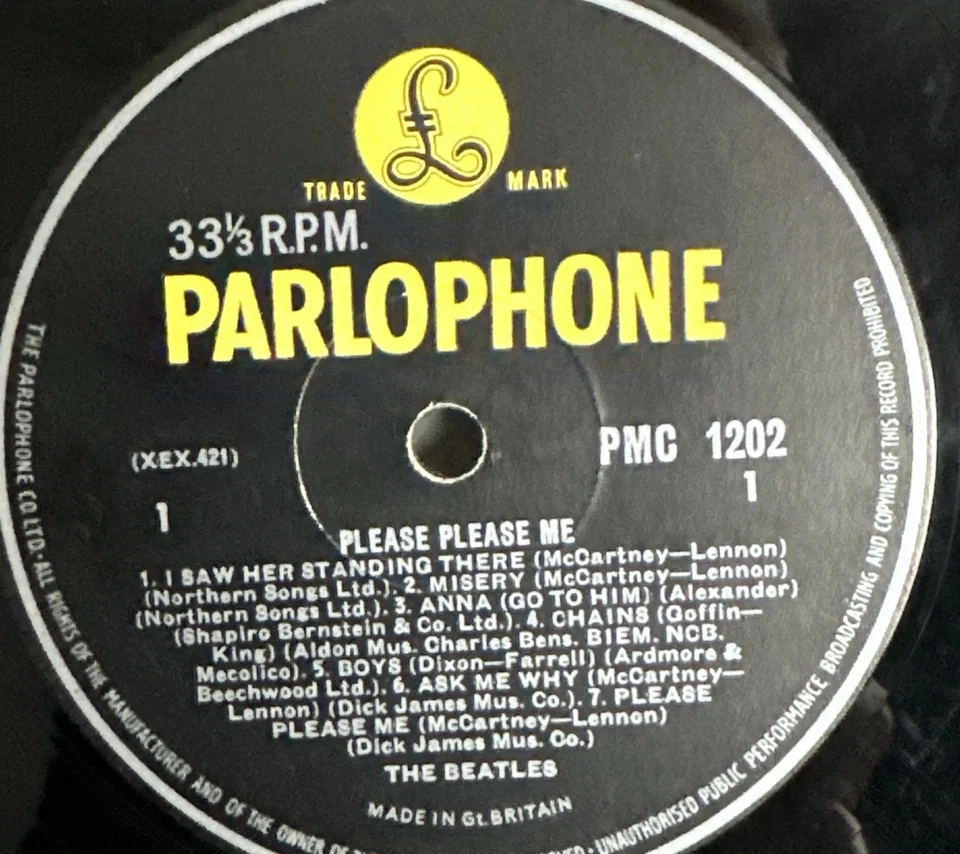 £
TRADE MARK
33⅓ R.P.M.
PARLOPHONE
(XEX.421)
PMC 1202
1
1
PLEASE PLEASE ME
1. I SAW HER STANDING THERE (McCartney—Lennon)
(Northern Songs Ltd.). 2. MISERY (McCartney—Lennon)
(Northern Songs Ltd.). 3. ANNA (GO TO HIM) (Alexander)
(Shapiro Bernstein & Co. Ltd.). 4. CHAINS (Goffin—
King) (Aldon Mus. Charles Bens. BIEM. NCB.
Mecolico). 5. BOYS (Dixon—Farrell) (Ardmore &
Beechwood Ltd.). 6. ASK ME WHY (McCartney—
Lennon) (Dick James Mus. Co.). 7. PLEASE
PLEASE ME (McCartney—Lennon)
(Dick James Mus. Co.)
THE BEATLES
MADE IN Gt. BRITAIN
THE PARLOPHONE CO. LTD · ALL RIGHTS OF THE MANUFACTURER AND OF THE OWNER OF
· UNAUTHORISED PUBLIC PERFORMANCE BROADCASTING AND COPYING OF THIS RECORD PROHIBITED